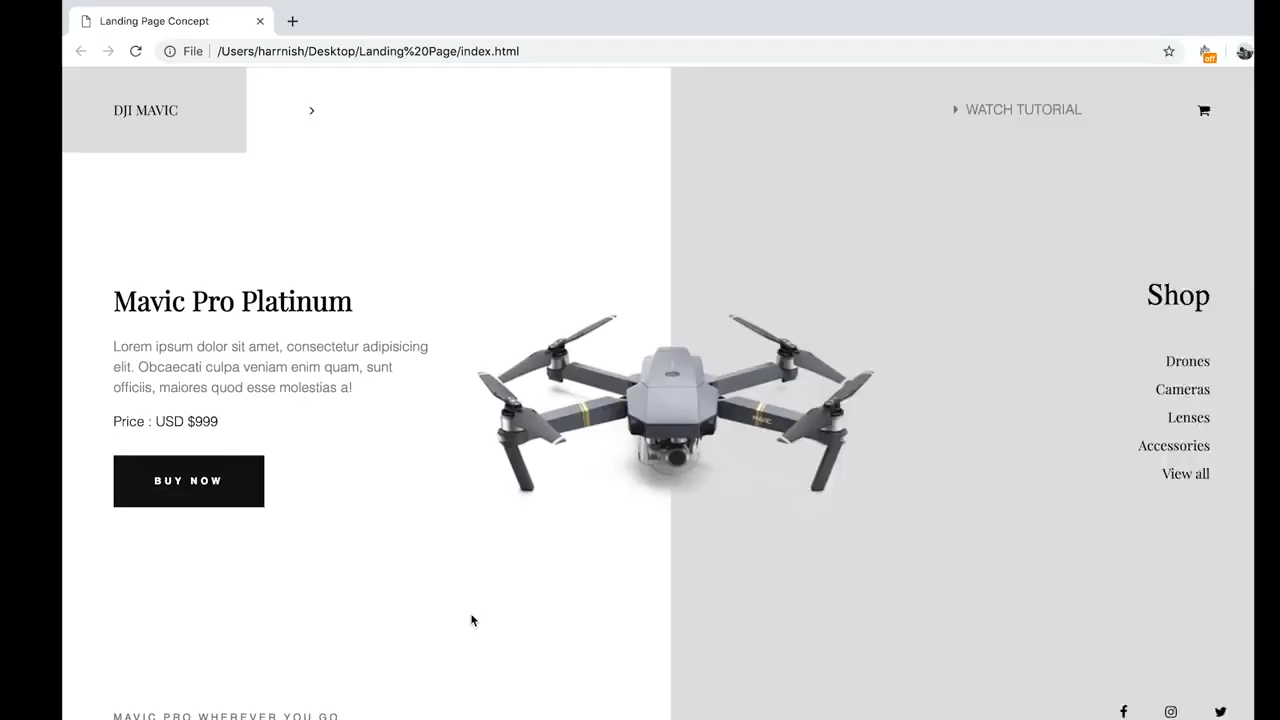 Landing Page Concept
File /Users/harrnish/Desktop/Landing%20Page/index.html
off
DJI MAVIC
WATCH TUTORIAL
Mavic Pro Platinum
Lorem ipsum dolor sit amet, consectetur adipisicing
elit. Obcaecati culpa veniam enim quam, sunt
officiis, maiores quod esse molestias a!
Price : USD $999
BUY NOW
MAVIC
Shop
Drones
Cameras
Lenses
Accessories
View all
MAVIC PRO WHEREVER YOU GO